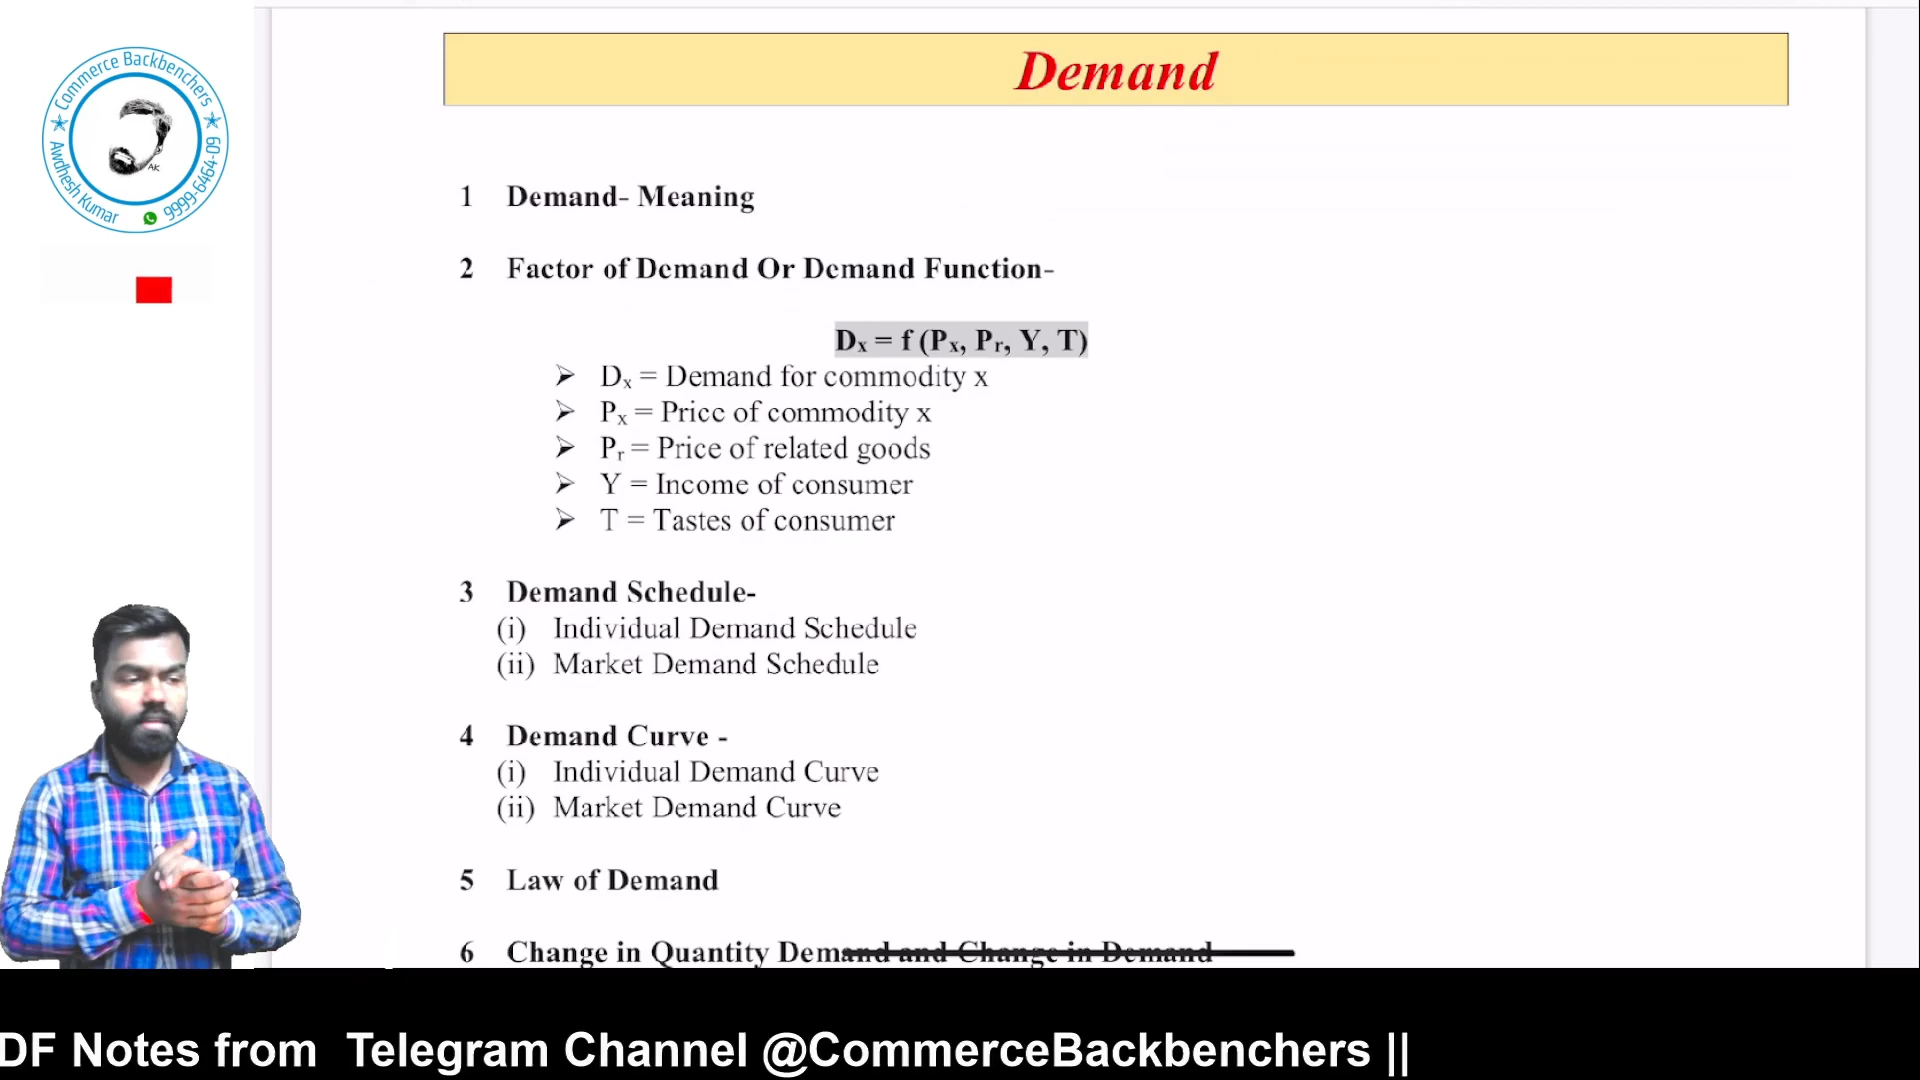 Commerce Backbenchers
Awdhesh Kumar
9999-6464-09
AK
Demand
1 Demand- Meaning
2 Factor of Demand Or Demand Function-
Dx = f (Px, Pr, Y, T)
➢ Dx = Demand for commodity x
➢ Px = Price of commodity x
➢ Pr = Price of related goods
➢ Y = Income of consumer
➢ T = Tastes of consumer
3 Demand Schedule-
(i) Individual Demand Schedule
(ii) Market Demand Schedule
4 Demand Curve -
(i) Individual Demand Curve
(ii) Market Demand Curve
5 Law of Demand
6 Change in Quantity Demand and Change in Demand
DF Notes from Telegram Channel @CommerceBackbenchers ||